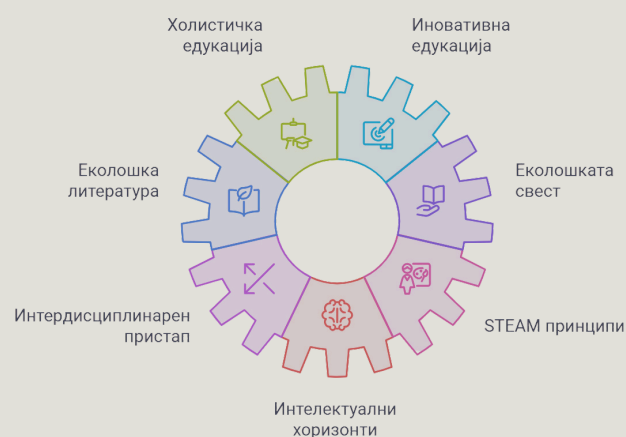 Холистичка
едукација
Иновативна
едукација
Еколошка
литература
Еколошката
свест
Интердисциплинарен
пристап
STEAM принципи
Интелектуални
хоризонти